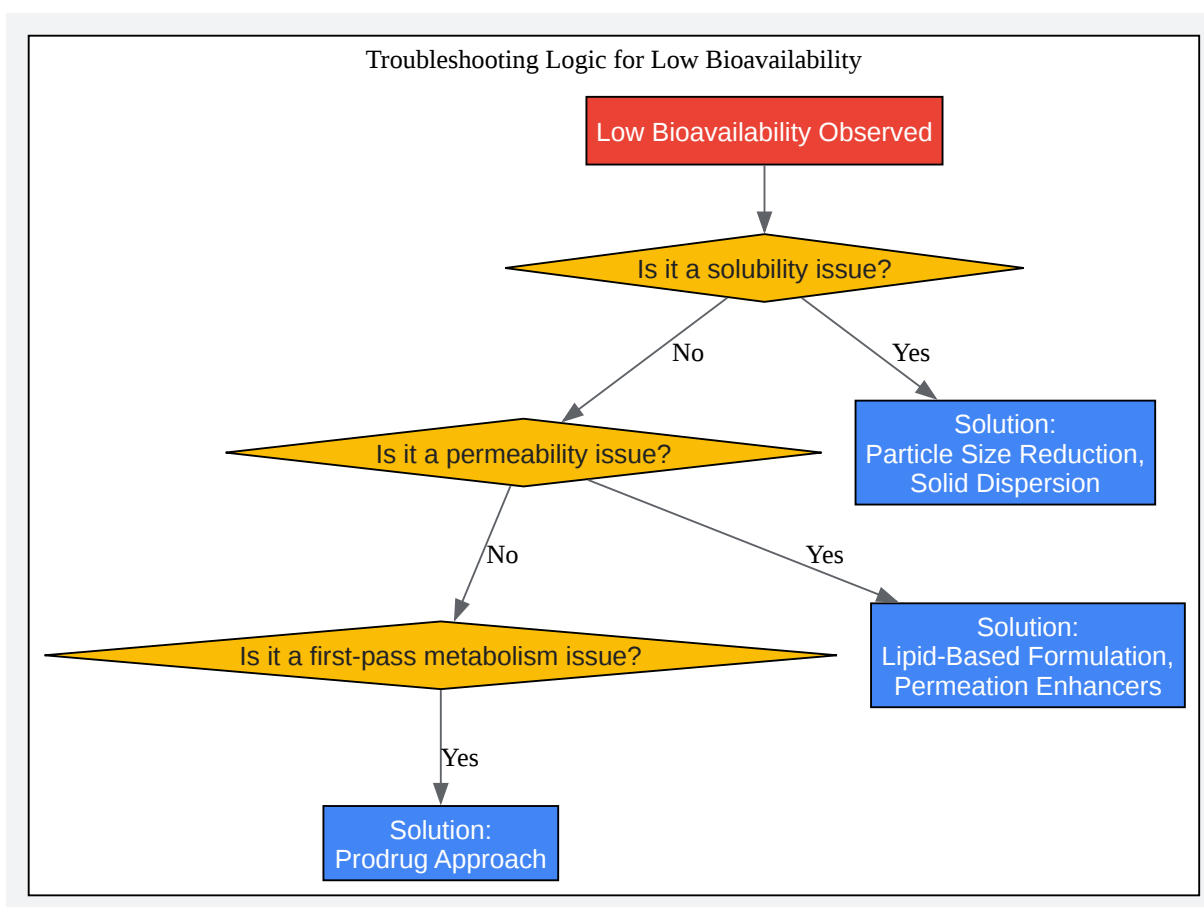 Troubleshooting Logic for Low Bioavailability
Low Bioavailability Observed
Is it a solubility issue?
No
Yes
Solution:
Particle Size Reduction,
Solid Dispersion
Is it a permeability issue?
No
Yes
Solution:
Lipid-Based Formulation,
Permeation Enhancers
Is it a first-pass metabolism issue?
Yes
Solution:
Prodrug Approach